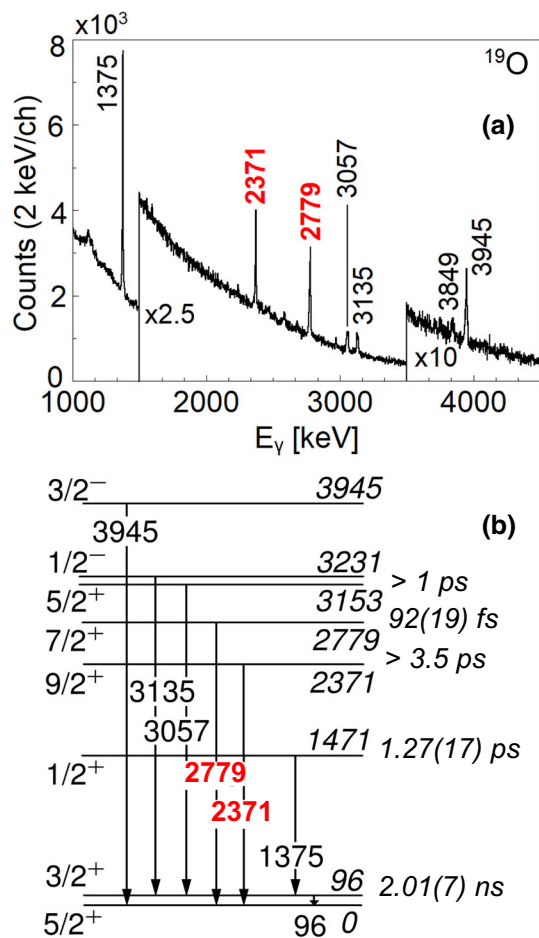 x10³
8
6
4
2
0
Counts (2 keV/ch)
¹⁹O
(a)
1375
2371
2779
3057
3135
3849
3945
x2.5
x10
1000 2000 3000 4000
Eγ [keV]
(b)
3/2⁻ 3945
3945
1/2⁻ 3231
> 1 ps
5/2⁺ 3153
92(19) fs
7/2⁺ 2779
> 3.5 ps
9/2⁺ 2371
3135
3057
1471
1.27(17) ps
1/2⁺
2779
2371
1375
3/2⁺ 96
2.01(7) ns
5/2⁺ 96 0